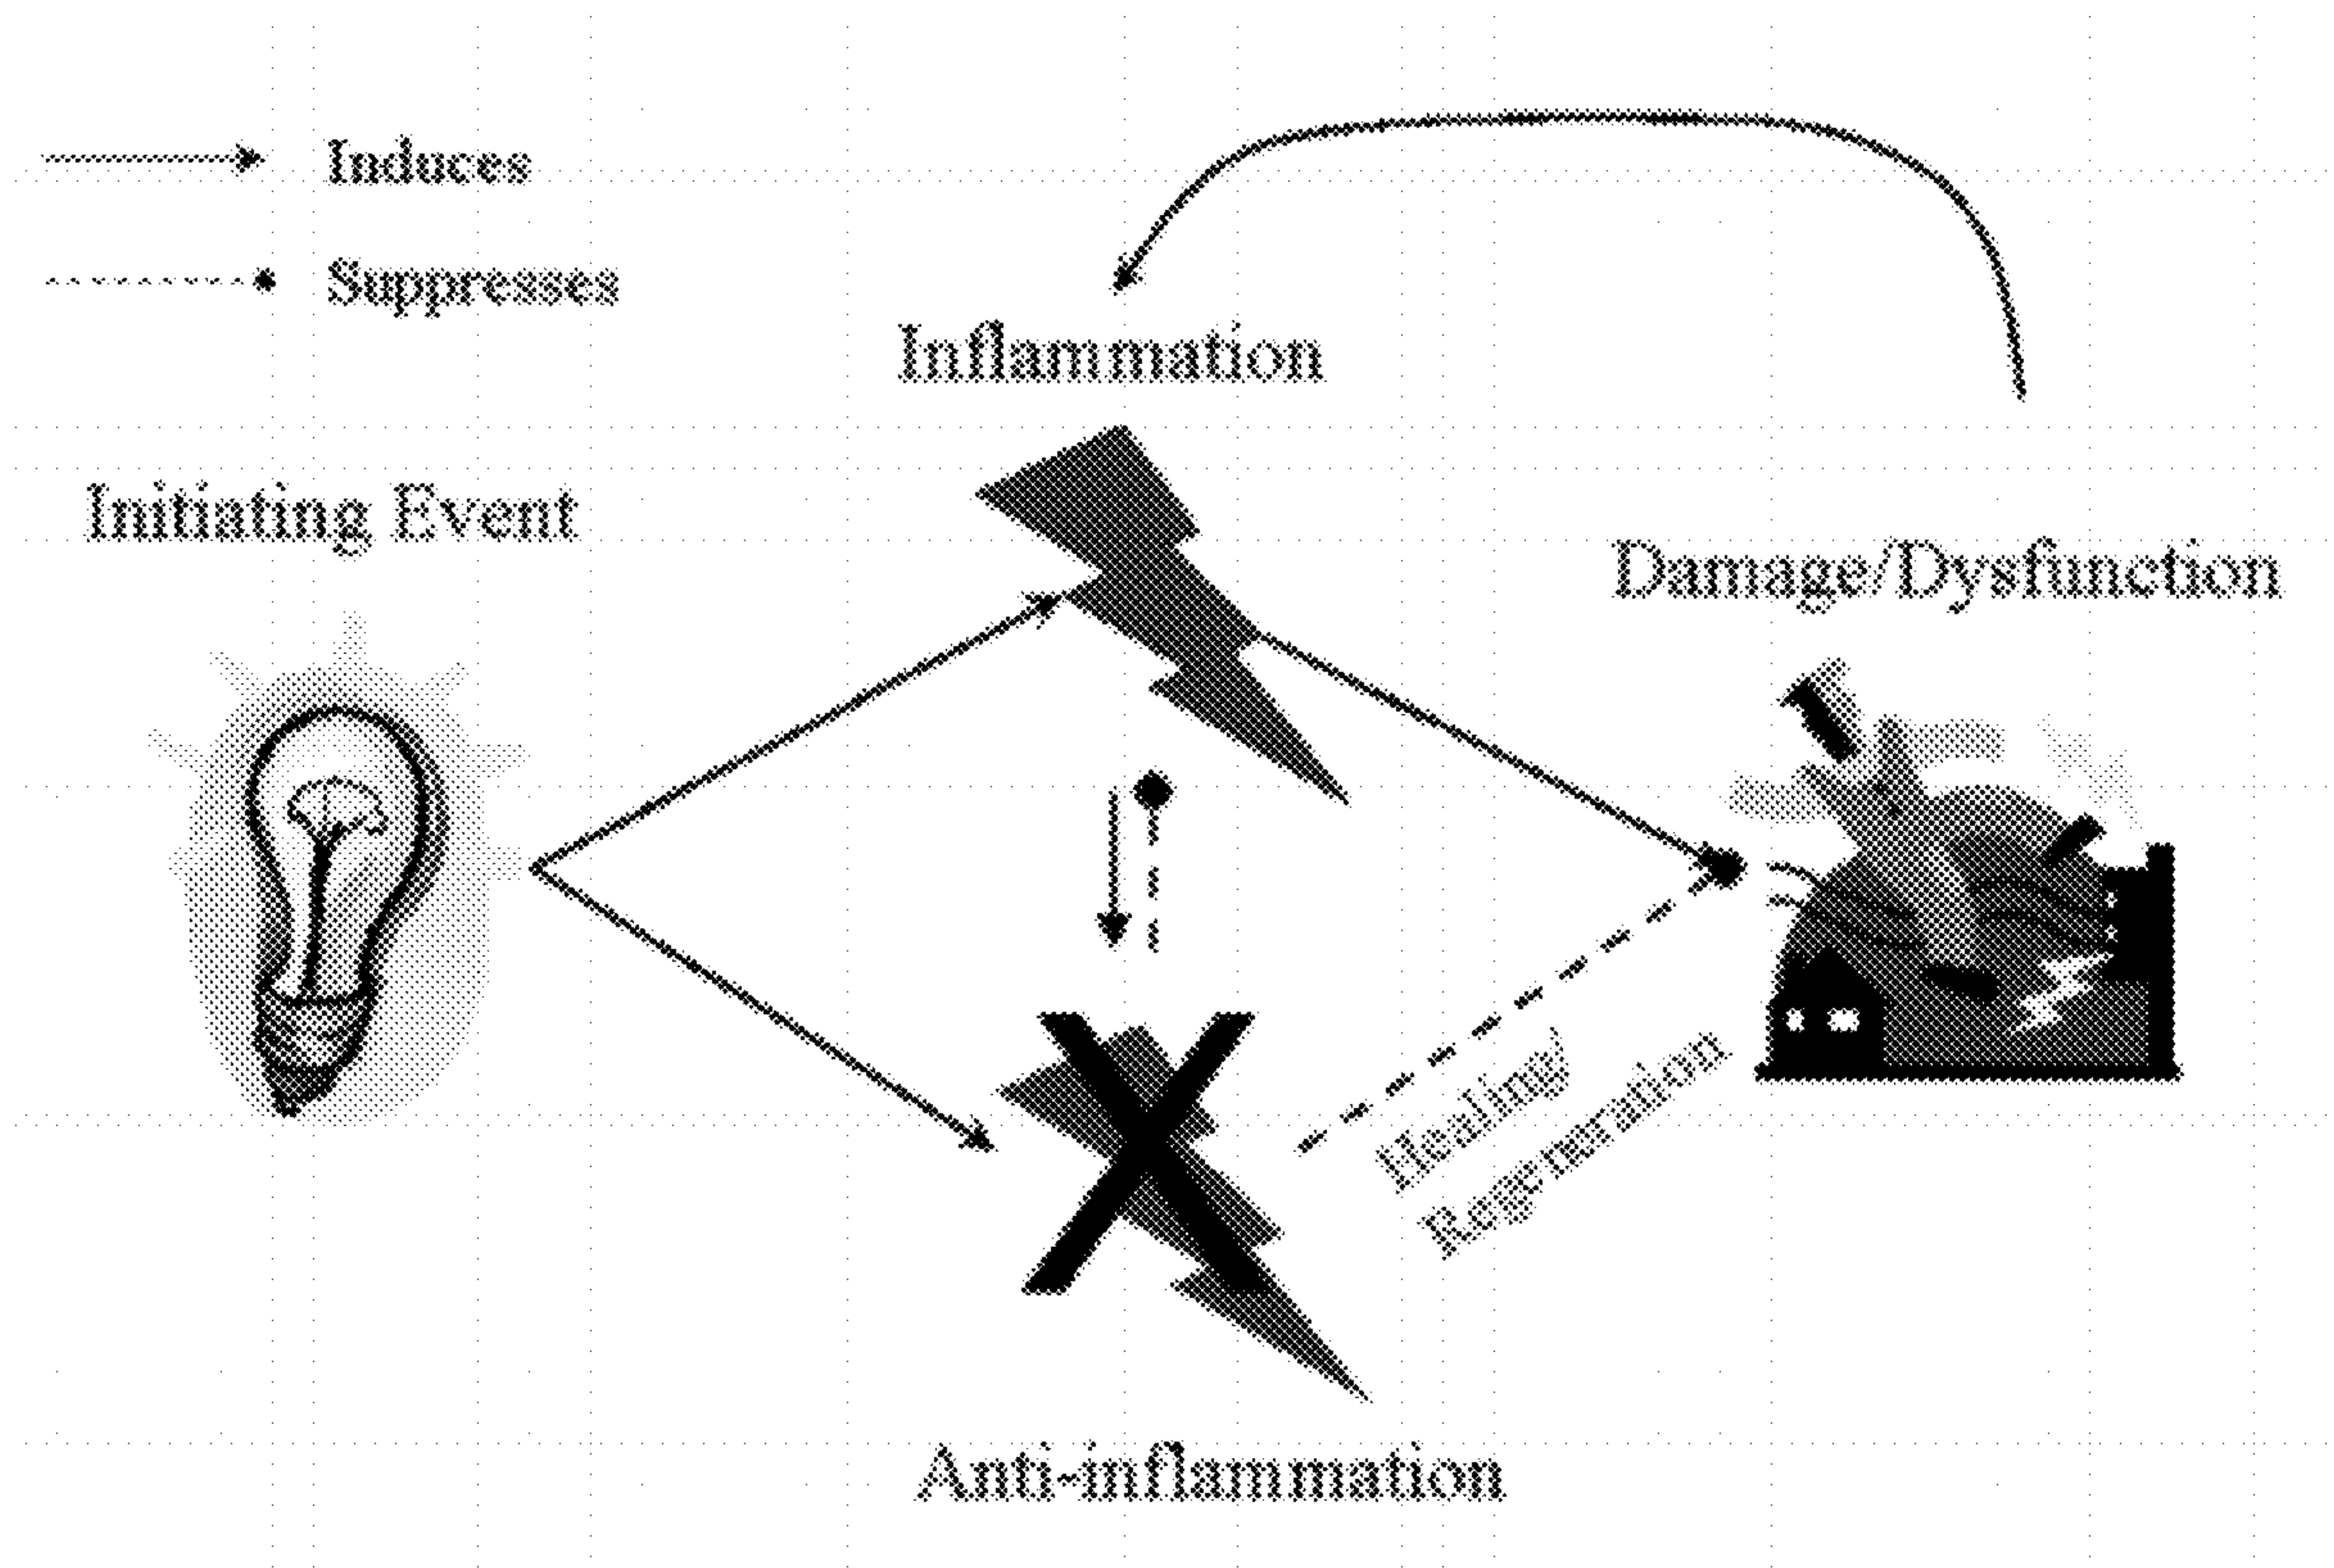 Induces
Suppresses
Inflammation
Initiating Event
Damage/Dysfunction
Healing/
Regeneration
Anti-inflammation